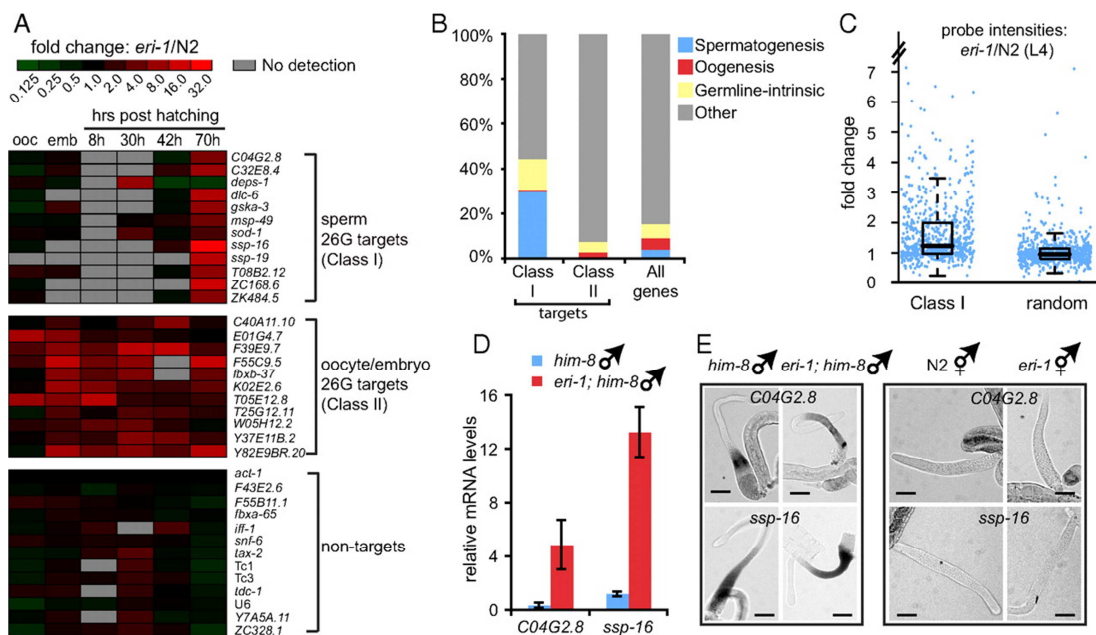 A
fold change: eri-1/N2
0.125 0.25 0.5 1.0 2.0 4.0 8.0 16.0 32.0
No detection
hrs post hatching
ooc emb 8h 30h 42h 70h
C04G2.8
C32E8.4
deps-1
dlc-6
gska-3
msp-49
sod-1
ssp-16
ssp-19
T08B2.12
ZC168.6
ZK484.5
sperm
26G targets
(Class I)
C40A11.10
E01G4.7
F39E9.7
F55C9.5
fbxb-37
K02E2.6
T05E12.8
T25G12.11
W05H12.2
Y37E11B.2
Y82E9BR.20
oocyte/embryo
26G targets
(Class II)
act-1
F43E2.6
F55B11.1
fbxa-65
iff-1
snf-6
tax-2
Tc1
Tc3
tdc-1
U6
Y7A5A.11
ZC328.1
non-targets
B
100%
80%
60%
40%
20%
0%
Spermatogenesis
Oogenesis
Germline-intrinsic
Other
Class Class All
I II genes
targets
C
probe intensities:
eri-1/N2 (L4)
fold change
7
6
5
4
3
2
1
0
Class I random
D
him-8 ♂
eri-1; him-8 ♂
relative mRNA levels
16
12
8
4
0
C04G2.8 ssp-16
E
him-8 ♂ eri-1; him-8 ♂ N2 ⚥ eri-1 ⚥
C04G2.8 C04G2.8
ssp-16 ssp-16